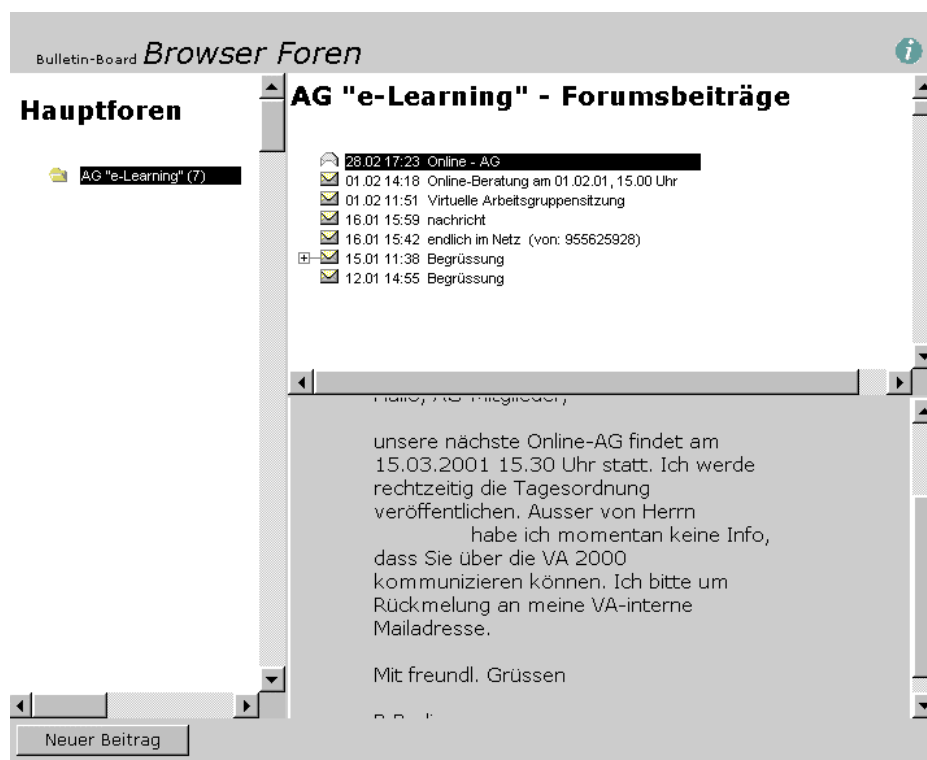 Bulletin-Board Browser Foren
Hauptforen
AG "e-Learning" (7)
AG "e-Learning" - Forumsbeiträge
28.02 17:23 Online - AG
01.02 14:18 Online-Beratung am 01.02.01, 15.00 Uhr
01.02 11:51 Virtuelle Arbeitsgruppensitzung
16.01 15:59 nachricht
16.01 15:42 endlich im Netz (von: 955625928)
15.01 11:38 Begrüssung
12.01 14:55 Begrüssung
Hallo, AG-Mitglieder,
unsere nächste Online-AG findet am
15.03.2001 15.30 Uhr statt. Ich werde
rechtzeitig die Tagesordnung
veröffentlichen. Ausser von Herrn
habe ich momentan keine Info,
dass Sie über die VA 2000
kommunizieren können. Ich bitte um
Rückmelung an meine VA-interne
Mailadresse.
Mit freundl. Grüssen
Neuer Beitrag